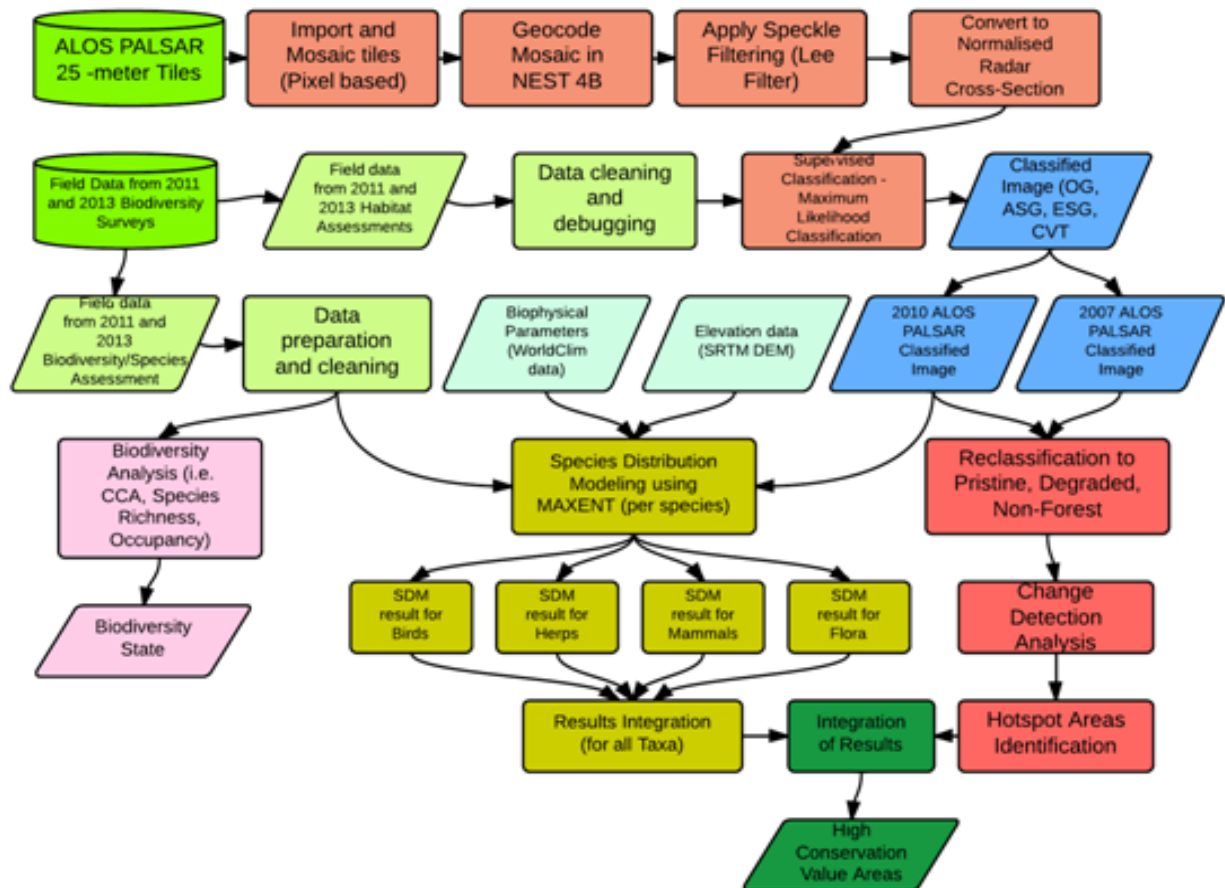 ALOS PALSAR
25 -meter Tiles
Import and
Mosaic tiles
(Pixel based)
Geocode
Mosaic in
NEST 4B
Apply Speckle
Filtering (Lee
Filter)
Convert to
Normalised
Radar
Cross-Section
Field Data from 2011
and 2013 Biodiversity
Surveys
Field data
from 2011 and
2013 Habitat
Assessments
Data cleaning
and
debugging
Supervised
Classification -
Maximum
Likelihood
Classification
Classified
Image (OG,
ASG, ESG,
CVT
Field data
from 2011 and
2013
Biodiversity/Species
Assessment
Data
preparation
and cleaning
Biophysical
Parameters
(WorldClim
data)
Elevation data
(SRTM DEM)
2010 ALOS
PALSAR
Classified
Image
2007 ALOS
PALSAR
Classified
Image
Biodiversity
Analysis (i.e.
CCA, Species
Richness,
Occupancy)
Species Distribution
Modeling using
MAXENT (per species)
Reclassification to
Pristine, Degraded,
Non-Forest
Biodiversity
State
SDM
result for
Birds
SDM
result for
Herps
SDM
result for
Mammals
SDM
result for
Flora
Change
Detection
Analysis
Results Integration
(for all Taxa)
Integration
of Results
Hotspot Areas
Identification
High
Conservation
Value Areas